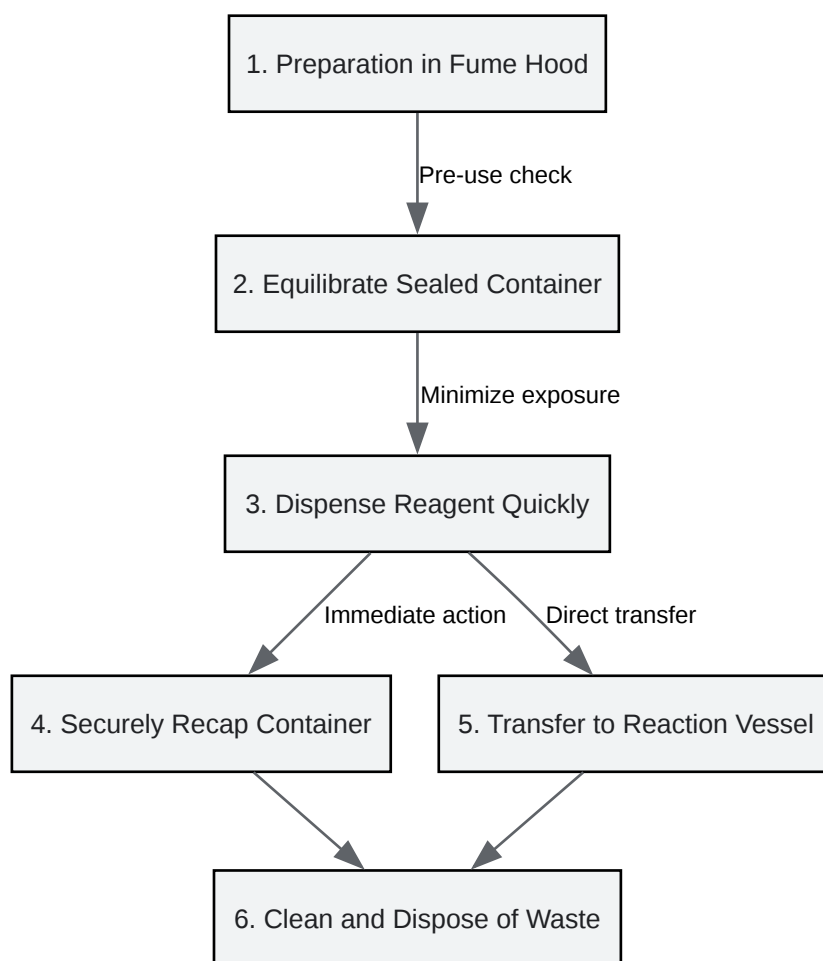 1. Preparation in Fume Hood
Pre-use check
2. Equilibrate Sealed Container
Minimize exposure
3. Dispense Reagent Quickly
Immediate action
Direct transfer
4. Securely Recap Container
5. Transfer to Reaction Vessel
6. Clean and Dispose of Waste